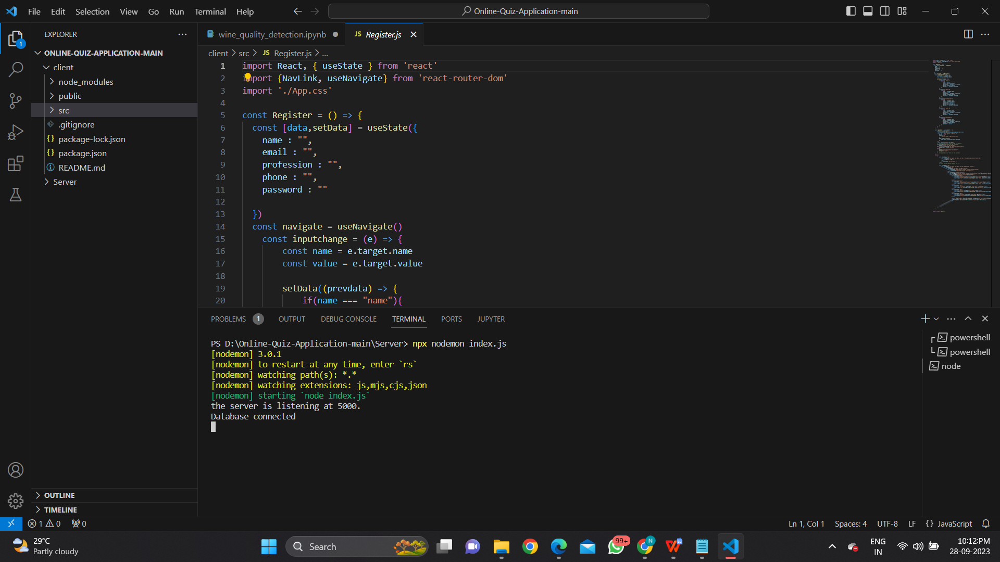 File Edit Selection View Go Run Terminal Help
Online-Quiz-Application-main
EXPLORER
1
ONLINE-QUIZ-APPLICATION-MAIN
client
node_modules
public
src
.gitignore
{} package-lock.json
{} package.json
README.md
Server
OUTLINE
TIMELINE
wine_quality_detection.ipynb
JS Register.js
client > src > JS Register.js > ...
1 import React, { useState } from 'react'
2 import {NavLink, useNavigate} from 'react-router-dom'
3 import './App.css'
4
5 const Register = () => {
6 const [data,setData] = useState({
7 name : "",
8 email : "",
9 profession : "",
10 phone : "",
11 password : ""
12
13 })
14 const navigate = useNavigate()
15 const inputchange = (e) => {
16 const name = e.target.name
17 const value = e.target.value
18
19 setData((prevdata) => {
20 if(name === "name"){
PROBLEMS 1 OUTPUT DEBUG CONSOLE TERMINAL PORTS JUPYTER
PS D:\Online-Quiz-Application-main\Server> npx nodemon index.js
[nodemon] 3.0.1
[nodemon] to restart at any time, enter `rs`
[nodemon] watching path(s): *.*
[nodemon] watching extensions: js,mjs,cjs,json
[nodemon] starting `node index.js`
the server is listening at 5000.
Database connected
powershell
powershell
node
1 0 0
Ln 1, Col 1 Spaces: 4 UTF-8 LF {} JavaScript
29°C
Partly cloudy
Search
99+
N
ENG
IN
10:12:PM
28-09-2023